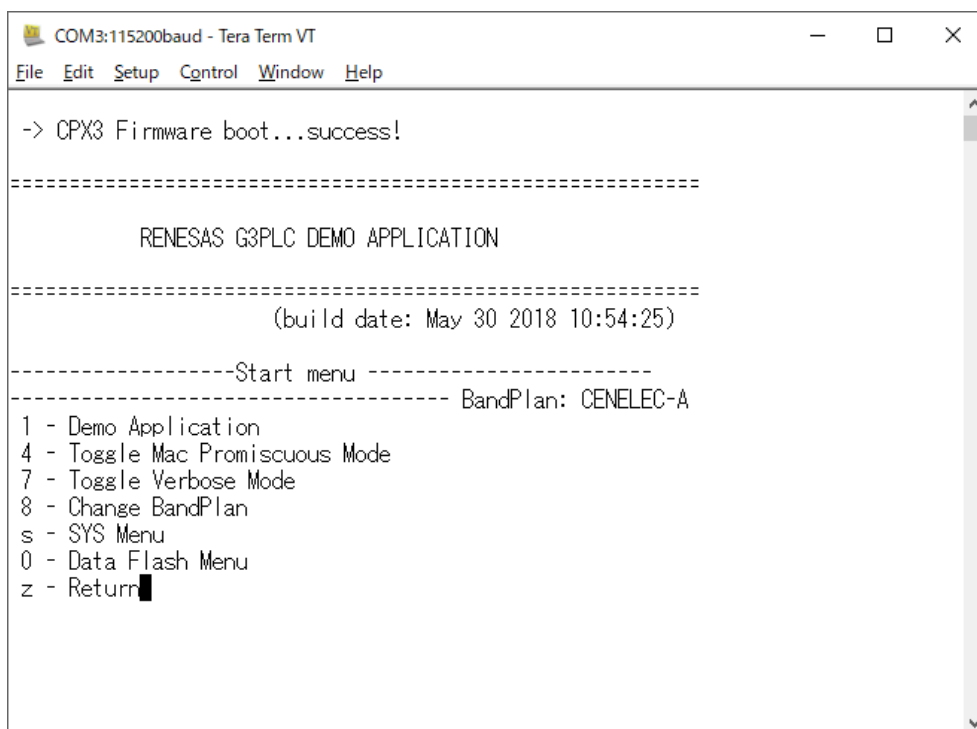 COM3:115200baud - Tera Term VT
File Edit Setup Control Window Help
-> CPX3 Firmware boot...success!
==========================================================
RENESAS G3PLC DEMO APPLICATION
==========================================================
(build date: May 30 2018 10:54:25)
-------------------Start menu ------------------------
------------------------------------- BandPlan: CENELEC-A
1 - Demo Application
4 - Toggle Mac Promiscuous Mode
7 - Toggle Verbose Mode
8 - Change BandPlan
s - SYS Menu
0 - Data Flash Menu
z - Return